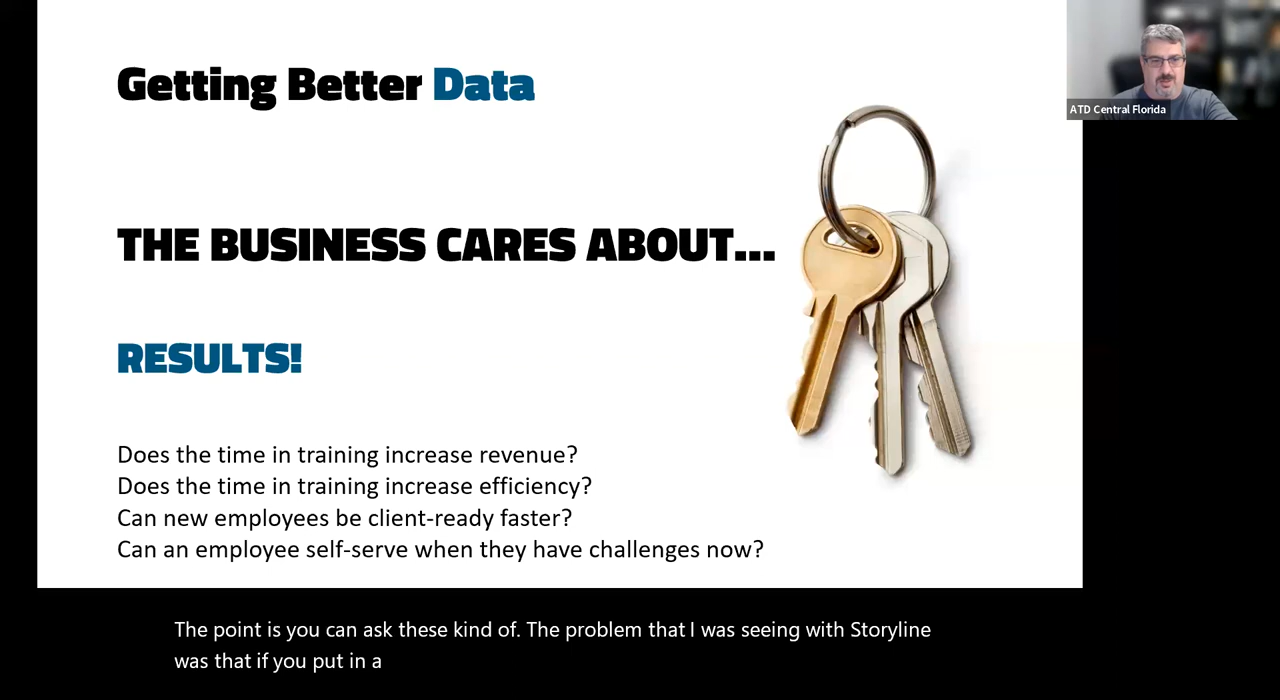 Getting Better Data
ATD Central Florida
THE BUSINESS CARES ABOUT...
RESULTS!
Does the time in training increase revenue?
Does the time in training increase efficiency?
Can new employees be client-ready faster?
Can an employee self-serve when they have challenges now?
The point is you can ask these kind of. The problem that I was seeing with Storyline
was that if you put in a